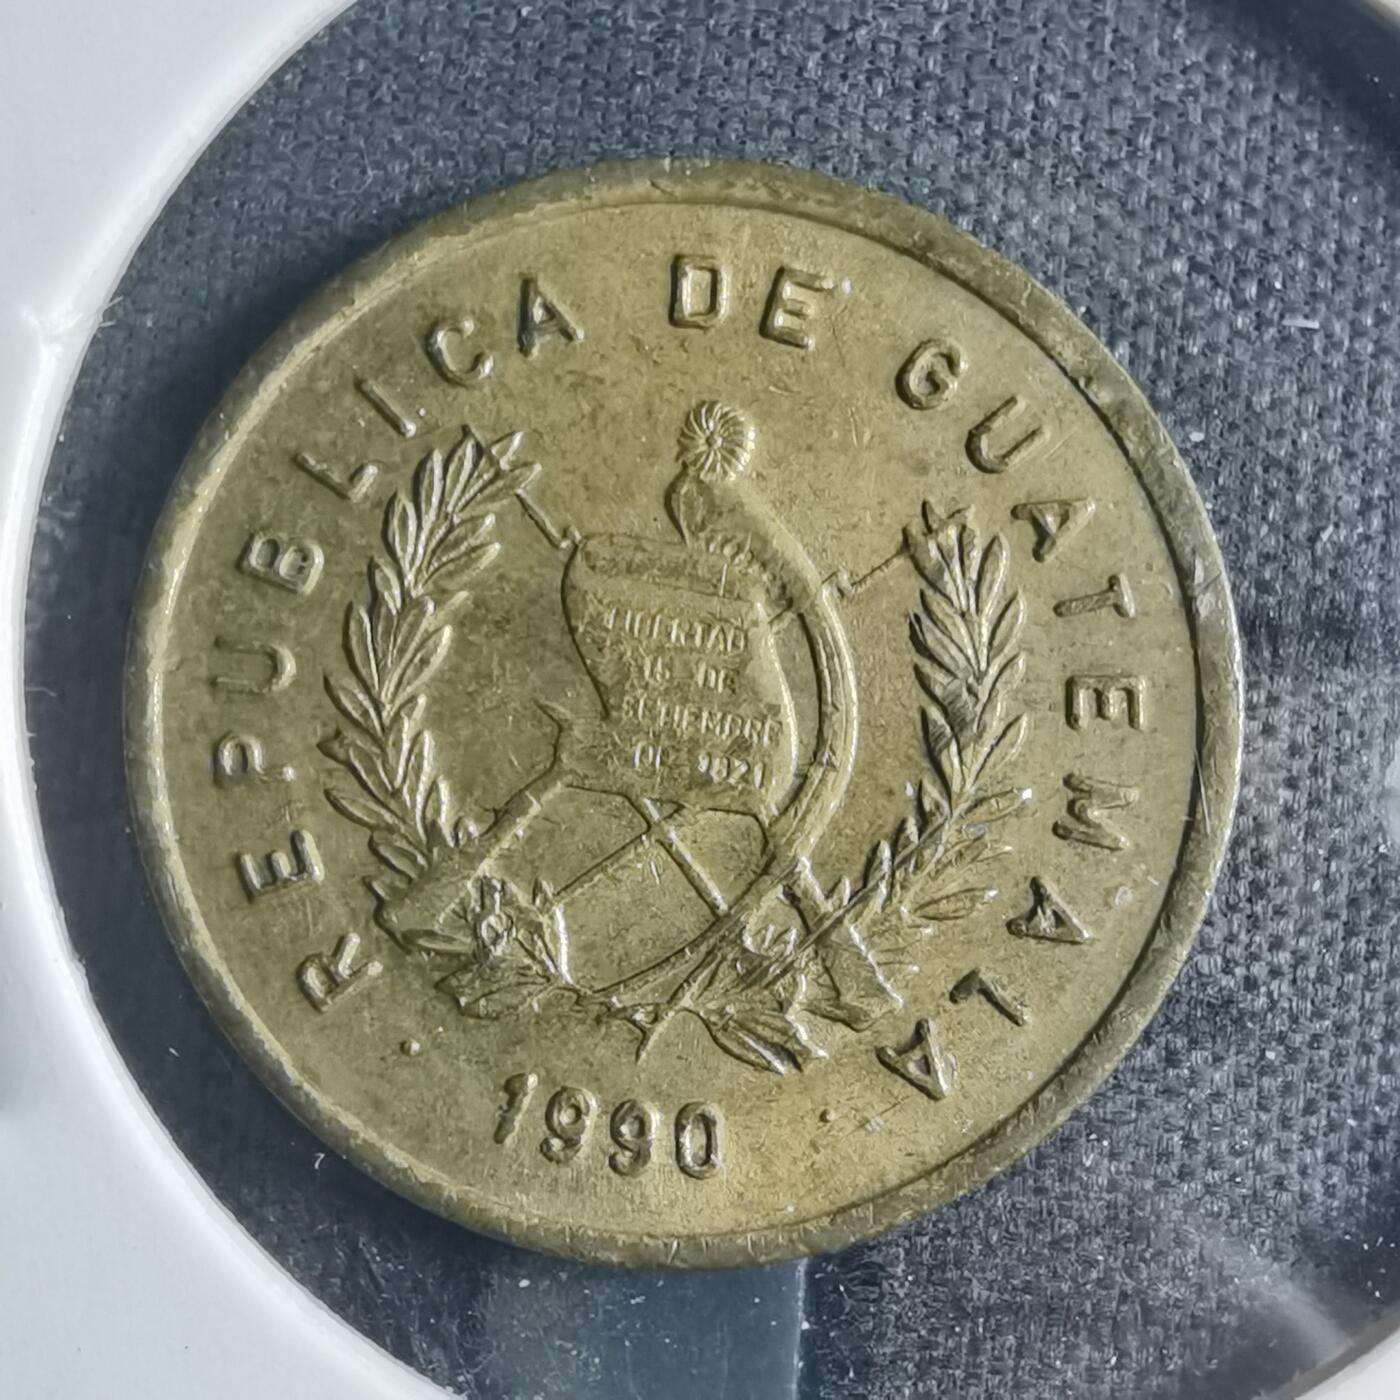 REPUBLICA DE GUATEMALA
LIBERTAD
15 DE
SETIEMBRE
DE 1821
1990